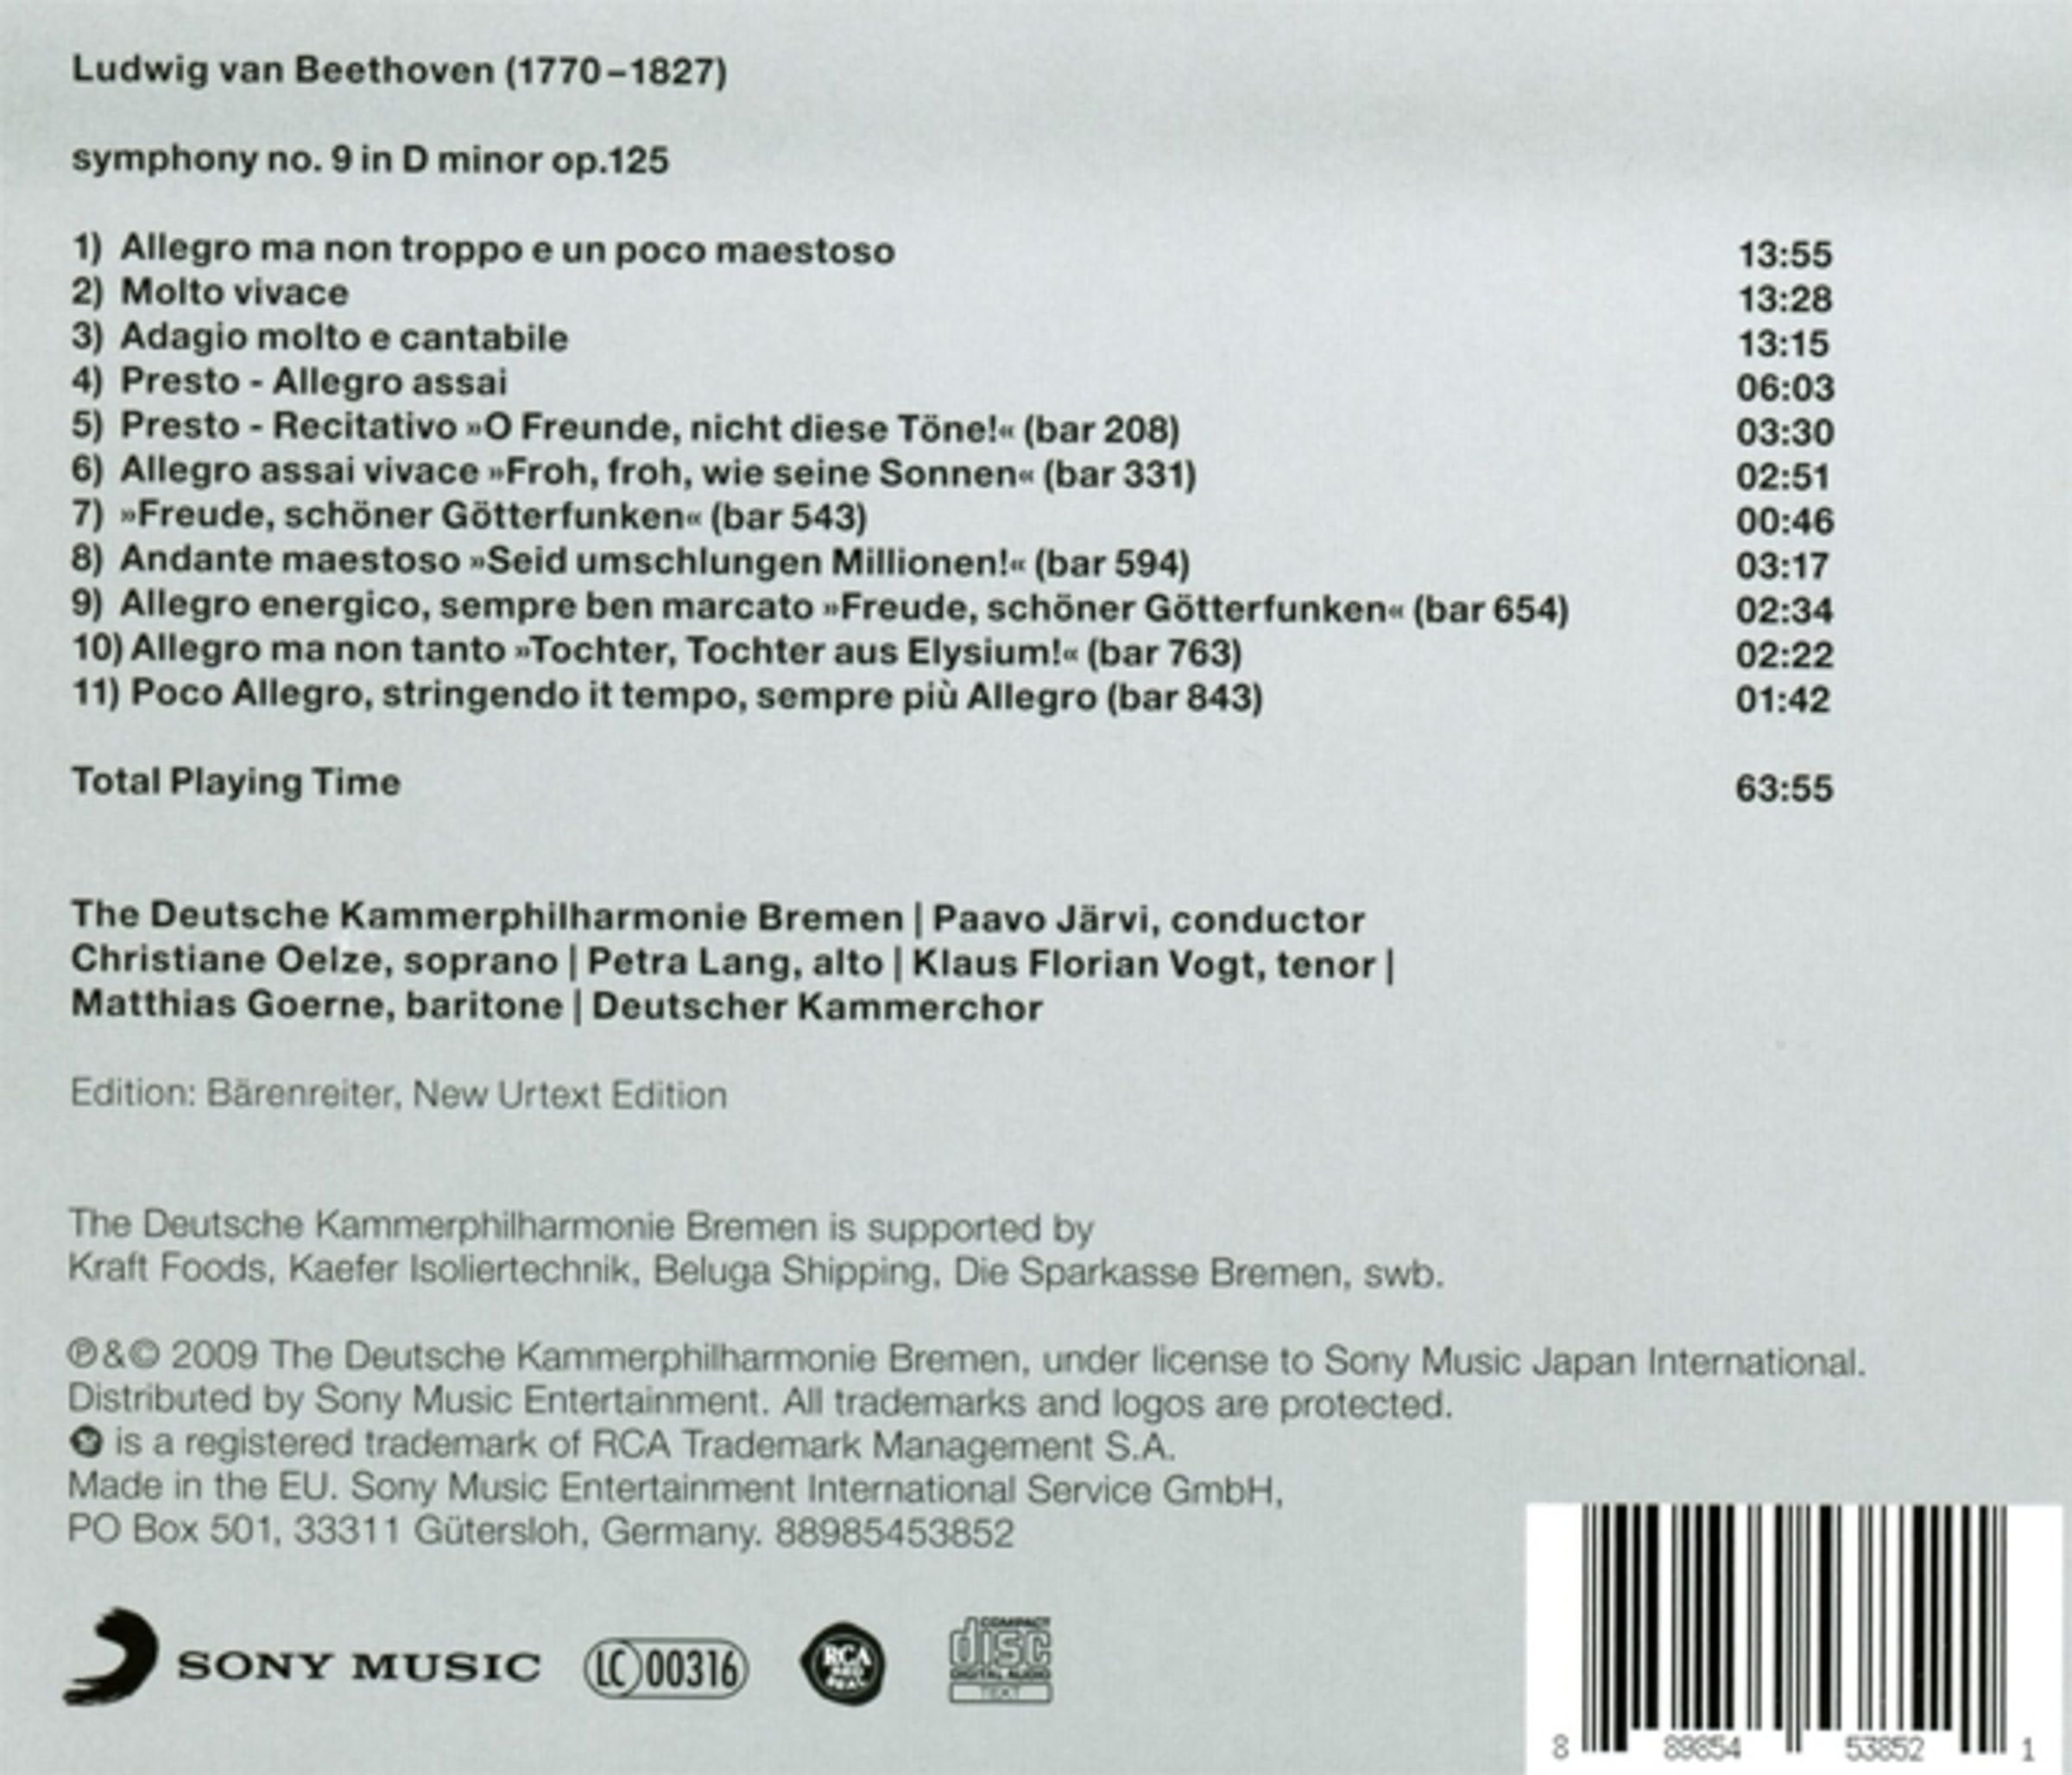 Ludwig van Beethoven (1770–1827)
symphony no. 9 in D minor op.125
1) Allegro ma non troppo e un poco maestoso 13:55
2) Molto vivace 13:28
3) Adagio molto e cantabile 13:15
4) Presto - Allegro assai 06:03
5) Presto - Recitativo »O Freunde, nicht diese Töne!« (bar 208) 03:30
6) Allegro assai vivace »Froh, froh, wie seine Sonnen« (bar 331) 02:51
7) »Freude, schöner Götterfunken« (bar 543) 00:46
8) Andante maestoso »Seid umschlungen Millionen!« (bar 594) 03:17
9) Allegro energico, sempre ben marcato »Freude, schöner Götterfunken« (bar 654) 02:34
10) Allegro ma non tanto »Tochter, Tochter aus Elysium!« (bar 763) 02:22
11) Poco Allegro, stringendo it tempo, sempre più Allegro (bar 843) 01:42
Total Playing Time 63:55
The Deutsche Kammerphilharmonie Bremen | Paavo Järvi, conductor
Christiane Oelze, soprano | Petra Lang, alto | Klaus Florian Vogt, tenor |
Matthias Goerne, baritone | Deutscher Kammerchor
Edition: Bärenreiter, New Urtext Edition
The Deutsche Kammerphilharmonie Bremen is supported by
Kraft Foods, Kaefer Isoliertechnik, Beluga Shipping, Die Sparkasse Bremen, swb.
℗&© 2009 The Deutsche Kammerphilharmonie Bremen, under license to Sony Music Japan International.
Distributed by Sony Music Entertainment. All trademarks and logos are protected.
is a registered trademark of RCA Trademark Management S.A.
Made in the EU. Sony Music Entertainment International Service GmbH,
PO Box 501, 33311 Gütersloh, Germany. 88985453852
SONY MUSIC
LC 00316
RCA
COMPACT
disc
DIGITAL AUDIO
TEXT
8 89854 53852 1